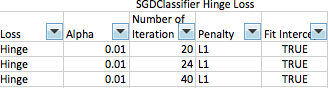 SGDClassifier Hinge Loss
Loss Alpha Number of Iteration Penalty Fit Interc
Hinge 0.01 20 L1 TRUE
Hinge 0.01 24 L1 TRUE
Hinge 0.01 40 L1 TRUE